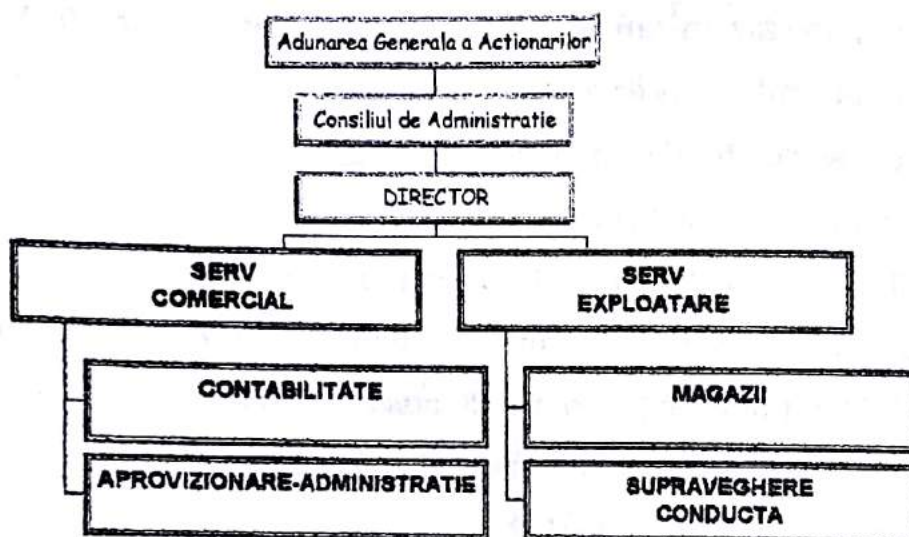 Adunarea Generala a Actionarilor
Consiliul de Administratie
DIRECTOR
SERV
COMERCIAL
SERV
EXPLOATARE
CONTABILITATE
MAGAZII
APROVIZIONARE-ADMINISTRATIE
SUPRAVEGHERE
CONDUCTA